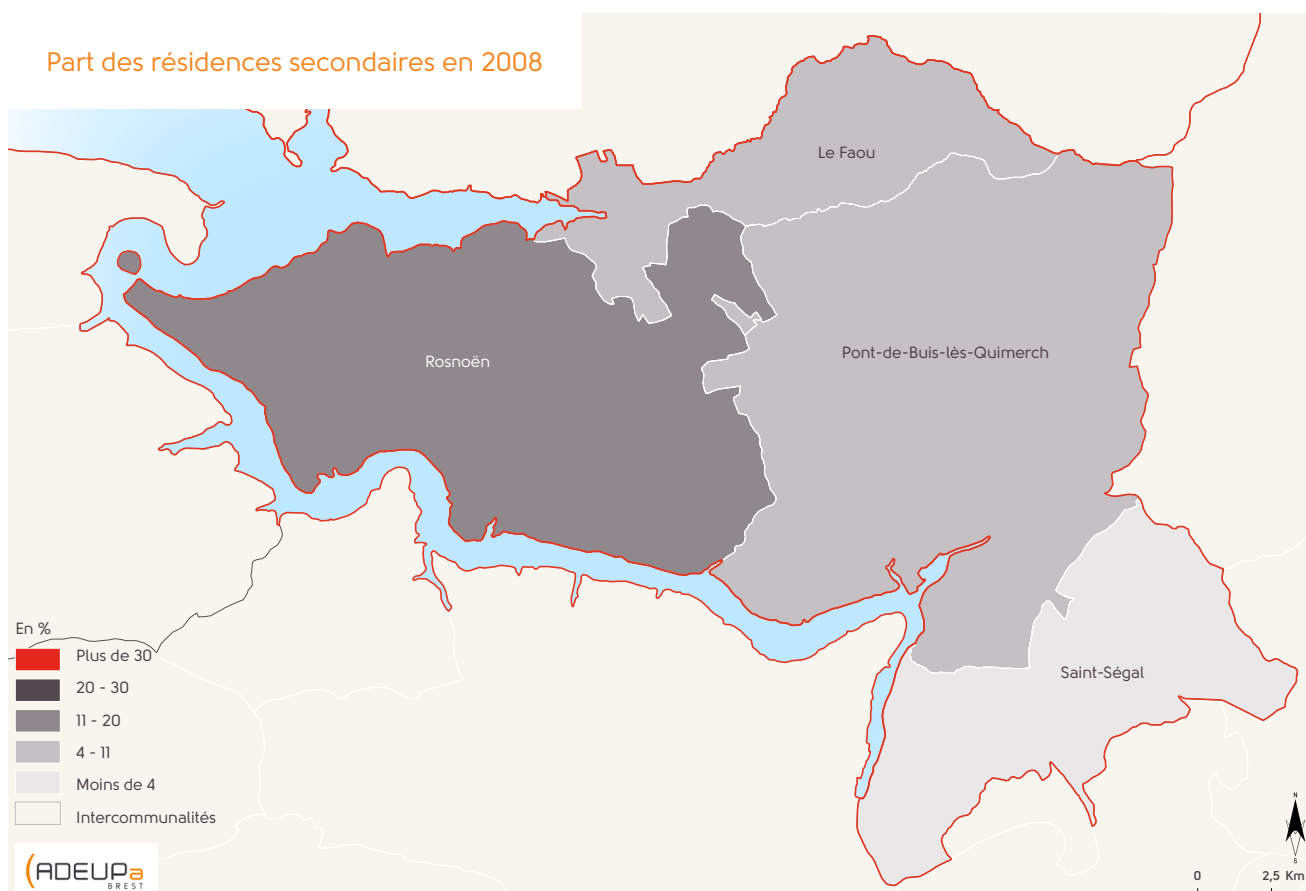 Part des résidences secondaires en 2008
Le Faou
Rosnoën
Pont-de-Buis-lès-Quimerch
Saint-Ségal
En %
Plus de 30
20 - 30
11 - 20
4 - 11
Moins de 4
Intercommunalités
ADEUPa
BREST
N
S
0 2,5 Km